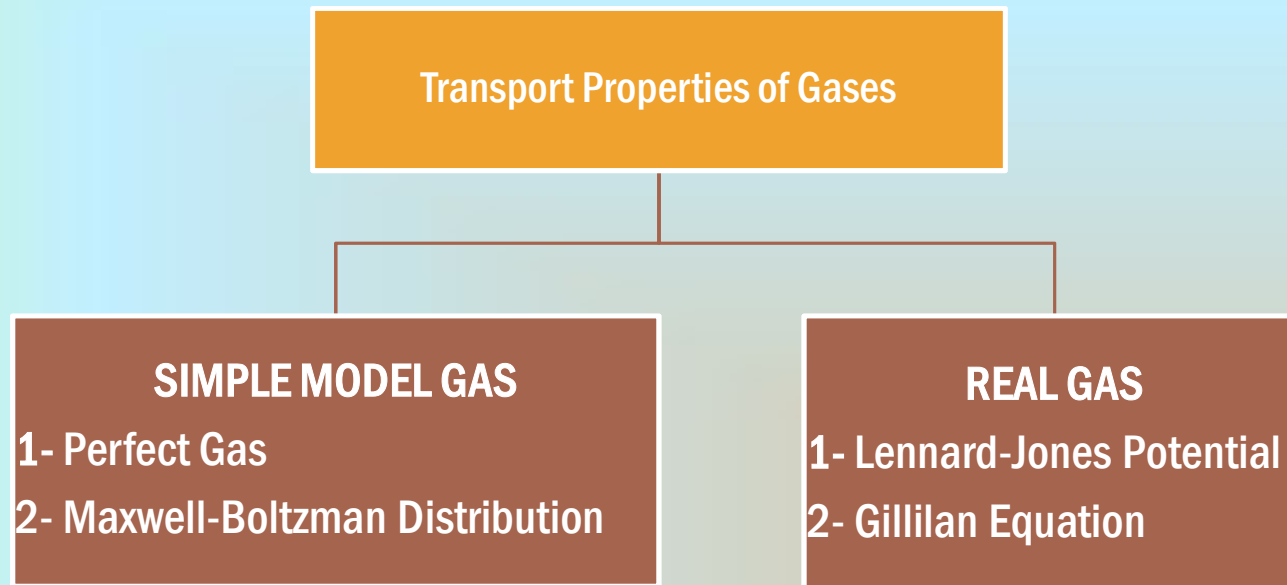 Transport Properties of Gases
SIMPLE MODEL GAS
1- Perfect Gas
2- Maxwell-Boltzman Distribution
REAL GAS
1- Lennard-Jones Potential
2- Gillilan Equation